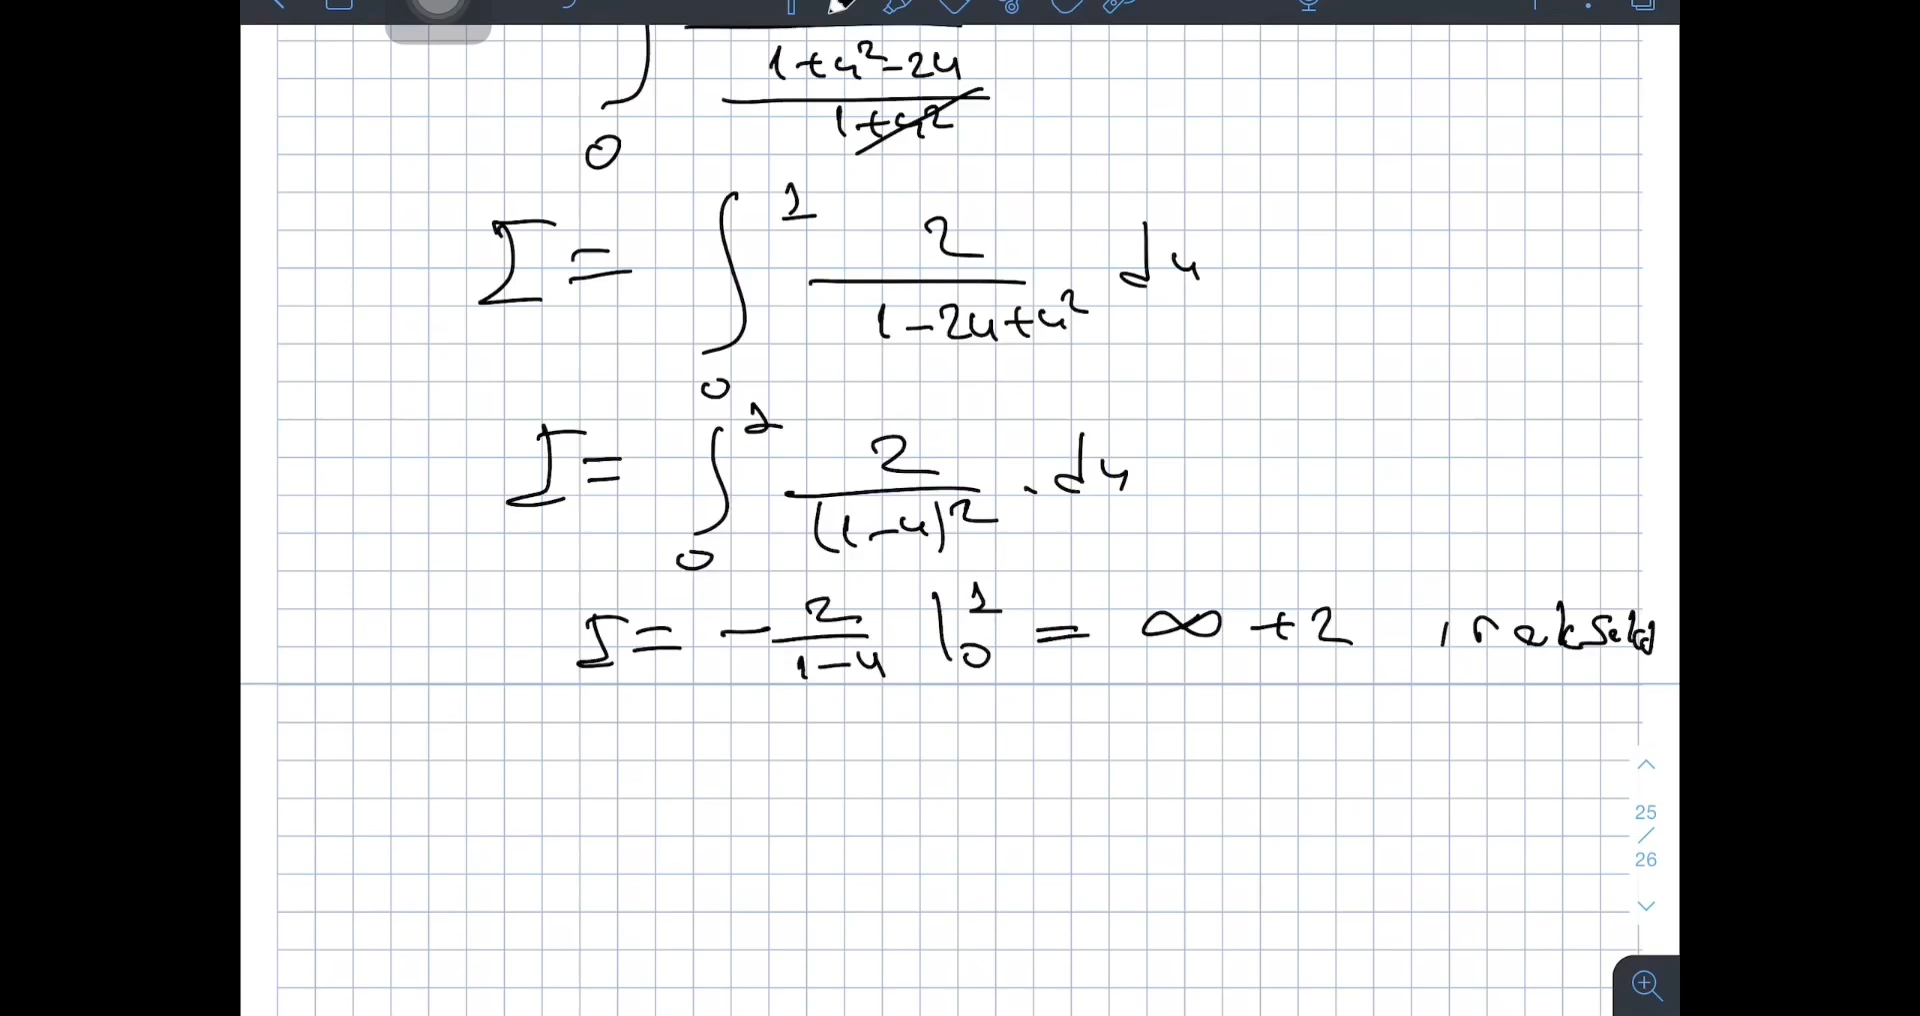 1+u²-2u
1+u²
0
I = ∫₀¹ 2/(1-2u+u²) du
I = ∫₀¹ 2/(1-u)² . du
I = -2/(1-u) |₀¹ = ∞ +2 ıraksak
25
/
26